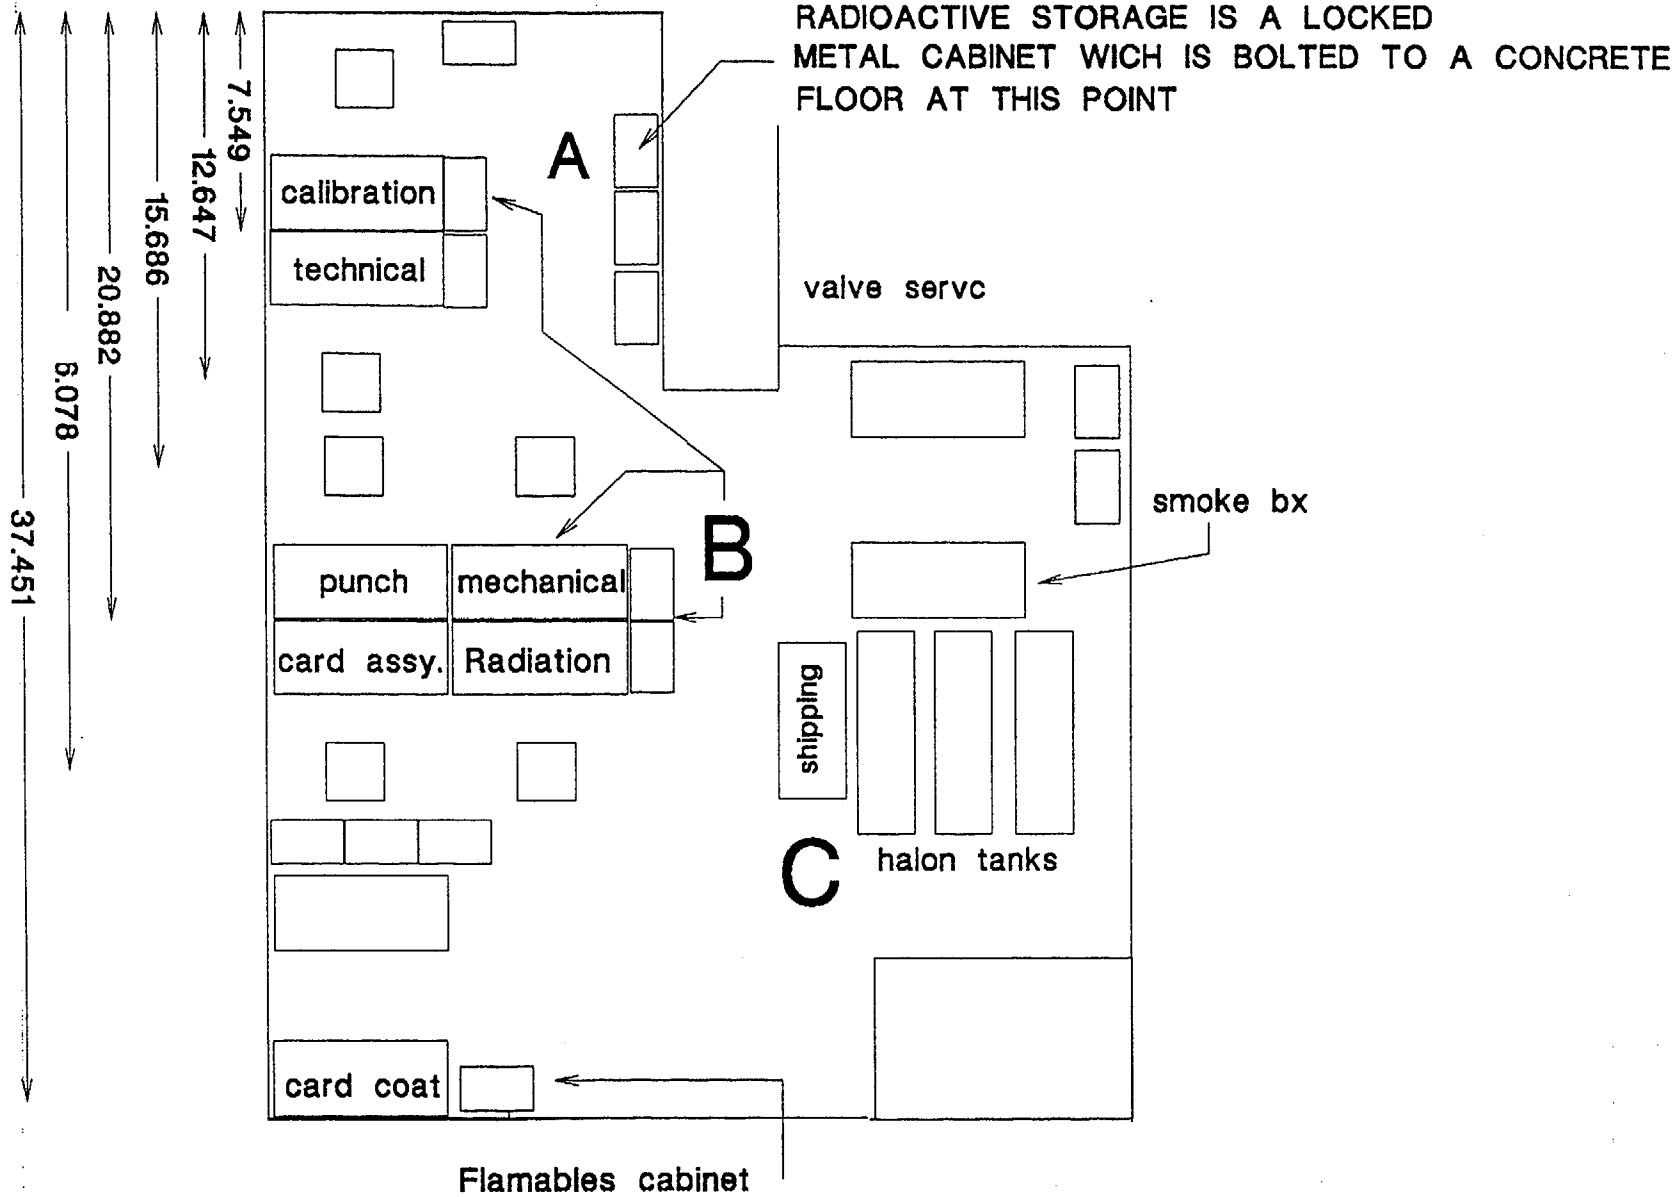 RADIOACTIVE STORAGE IS A LOCKED
METAL CABINET WICH IS BOLTED TO A CONCRETE
FLOOR AT THIS POINT
7.549
12.647
15.686
20.882
6.078
37.451
A
calibration
technical
valve servc
smoke bx
B
punch
mechanical
card assy.
Radiation
shipping
C
halon tanks
card coat
Flamables cabinet